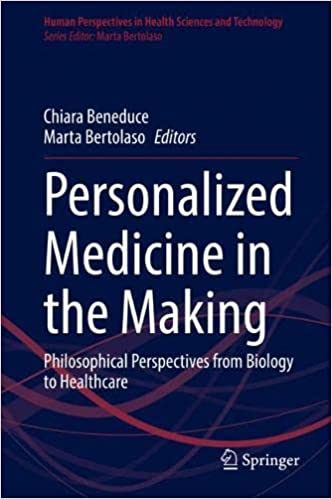 Human Perspectives in Health Sciences and Technology
Series Editor: Marta Bertolaso
Chiara Beneduce
Marta Bertolaso Editors
Personalized
Medicine in
the Making
Philosophical Perspectives from Biology
to Healthcare
Springer